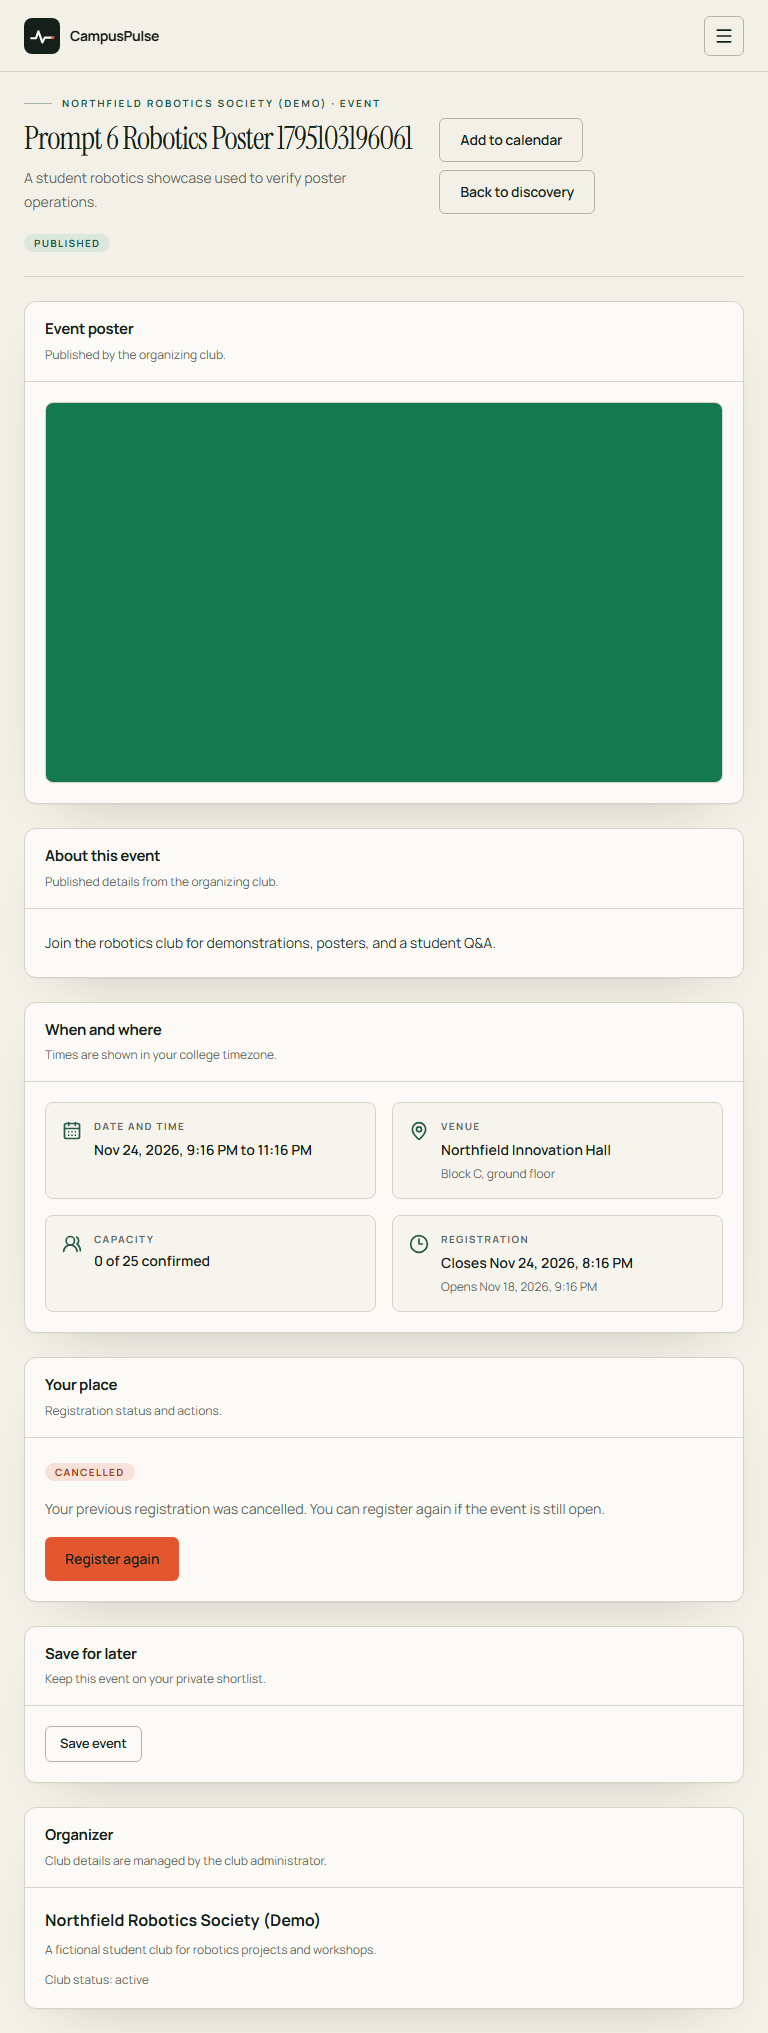 CampusPulse
NORTHFIELD ROBOTICS SOCIETY (DEMO) · EVENT
Prompt 6 Robotics Poster 1795103196061
A student robotics showcase used to verify poster
operations.
PUBLISHED
Add to calendar
Back to discovery
Event poster
Published by the organizing club.
About this event
Published details from the organizing club.
Join the robotics club for demonstrations, posters, and a student Q&A.
When and where
Times are shown in your college timezone.
DATE AND TIME
Nov 24, 2026, 9:16 PM to 11:16 PM
VENUE
Northfield Innovation Hall
Block C, ground floor
CAPACITY
0 of 25 confirmed
REGISTRATION
Closes Nov 24, 2026, 8:16 PM
Opens Nov 18, 2026, 9:16 PM
Your place
Registration status and actions.
CANCELLED
Your previous registration was cancelled. You can register again if the event is still open.
Register again
Save for later
Keep this event on your private shortlist.
Save event
Organizer
Club details are managed by the club administrator.
Northfield Robotics Society (Demo)
A fictional student club for robotics projects and workshops.
Club status: active